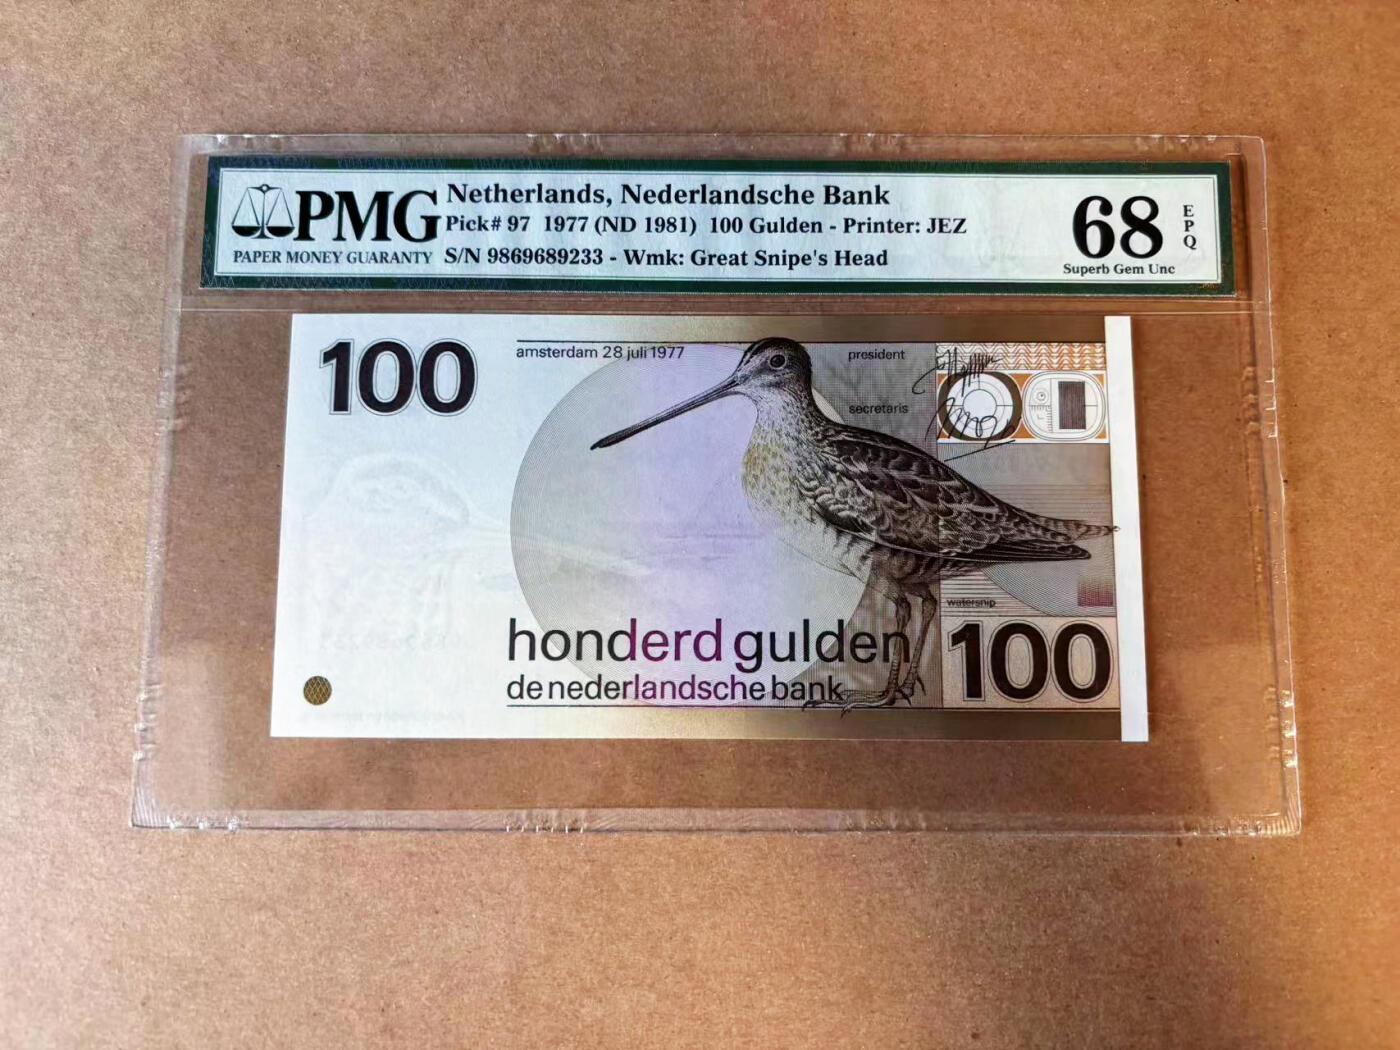 PMG
PAPER MONEY GUARANTY
Netherlands, Nederlandsche Bank
Pick# 97 1977 (ND 1981) 100 Gulden - Printer: JEZ
S/N 9869689233 - Wmk: Great Snipe's Head
68
EPQ
Superb Gem Unc
100
amsterdam 28 juli 1977
president
secretaris
watersnip
100
honderd gulden
de nederlandsche bank